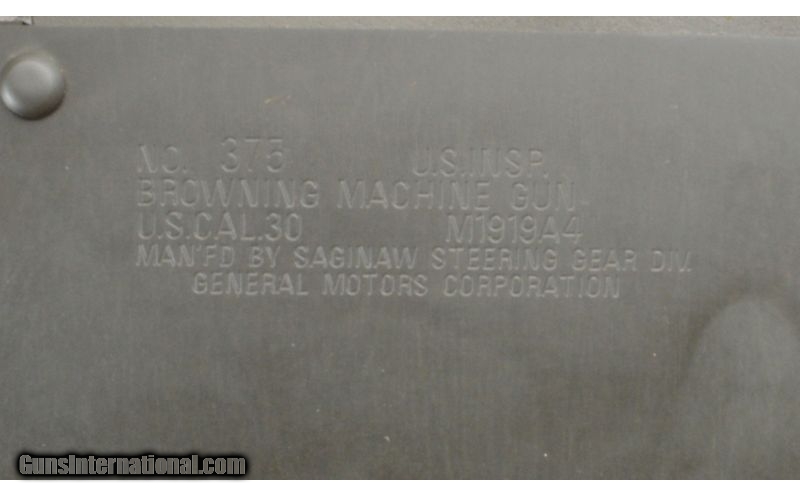 NO. 375 U.S.INSP.
BROWNING MACHINE GUN
U.S.CAL.30 M1919A4
MAN'F'D BY SAGINAW STEERING GEAR DIV.
GENERAL MOTORS CORPORATION
GunsInternational.com